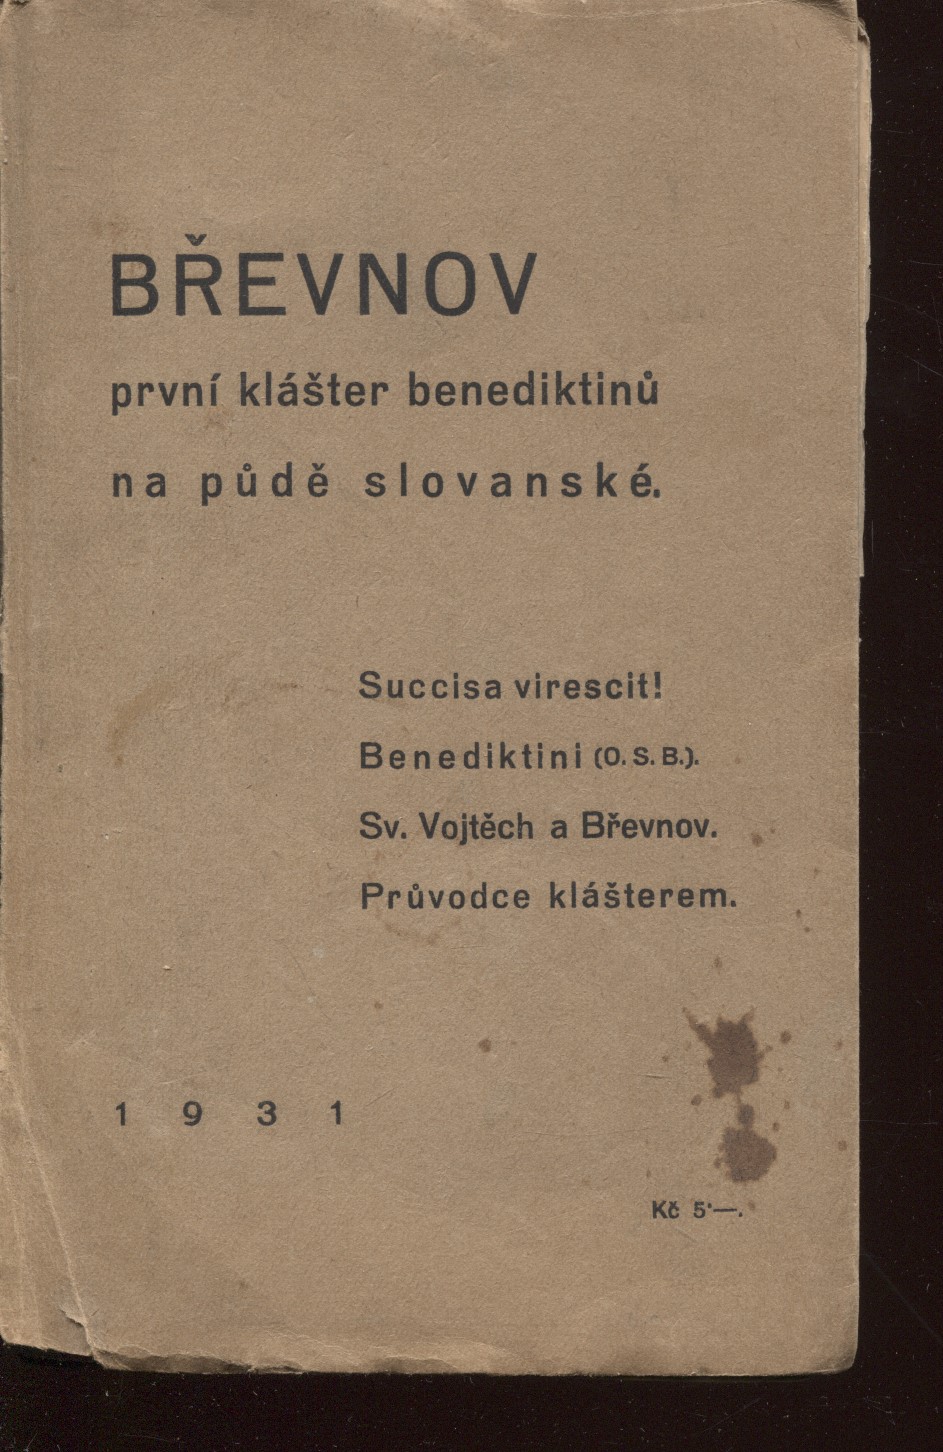 BŘEVNOV
první klášter benediktinů
na půdě slovanské.
Succisa virescit!
Benediktini (O. S. B.).
Sv. Vojtěch a Břevnov.
Průvodce klášterem.
1 9 3 1
Kč 5·—.